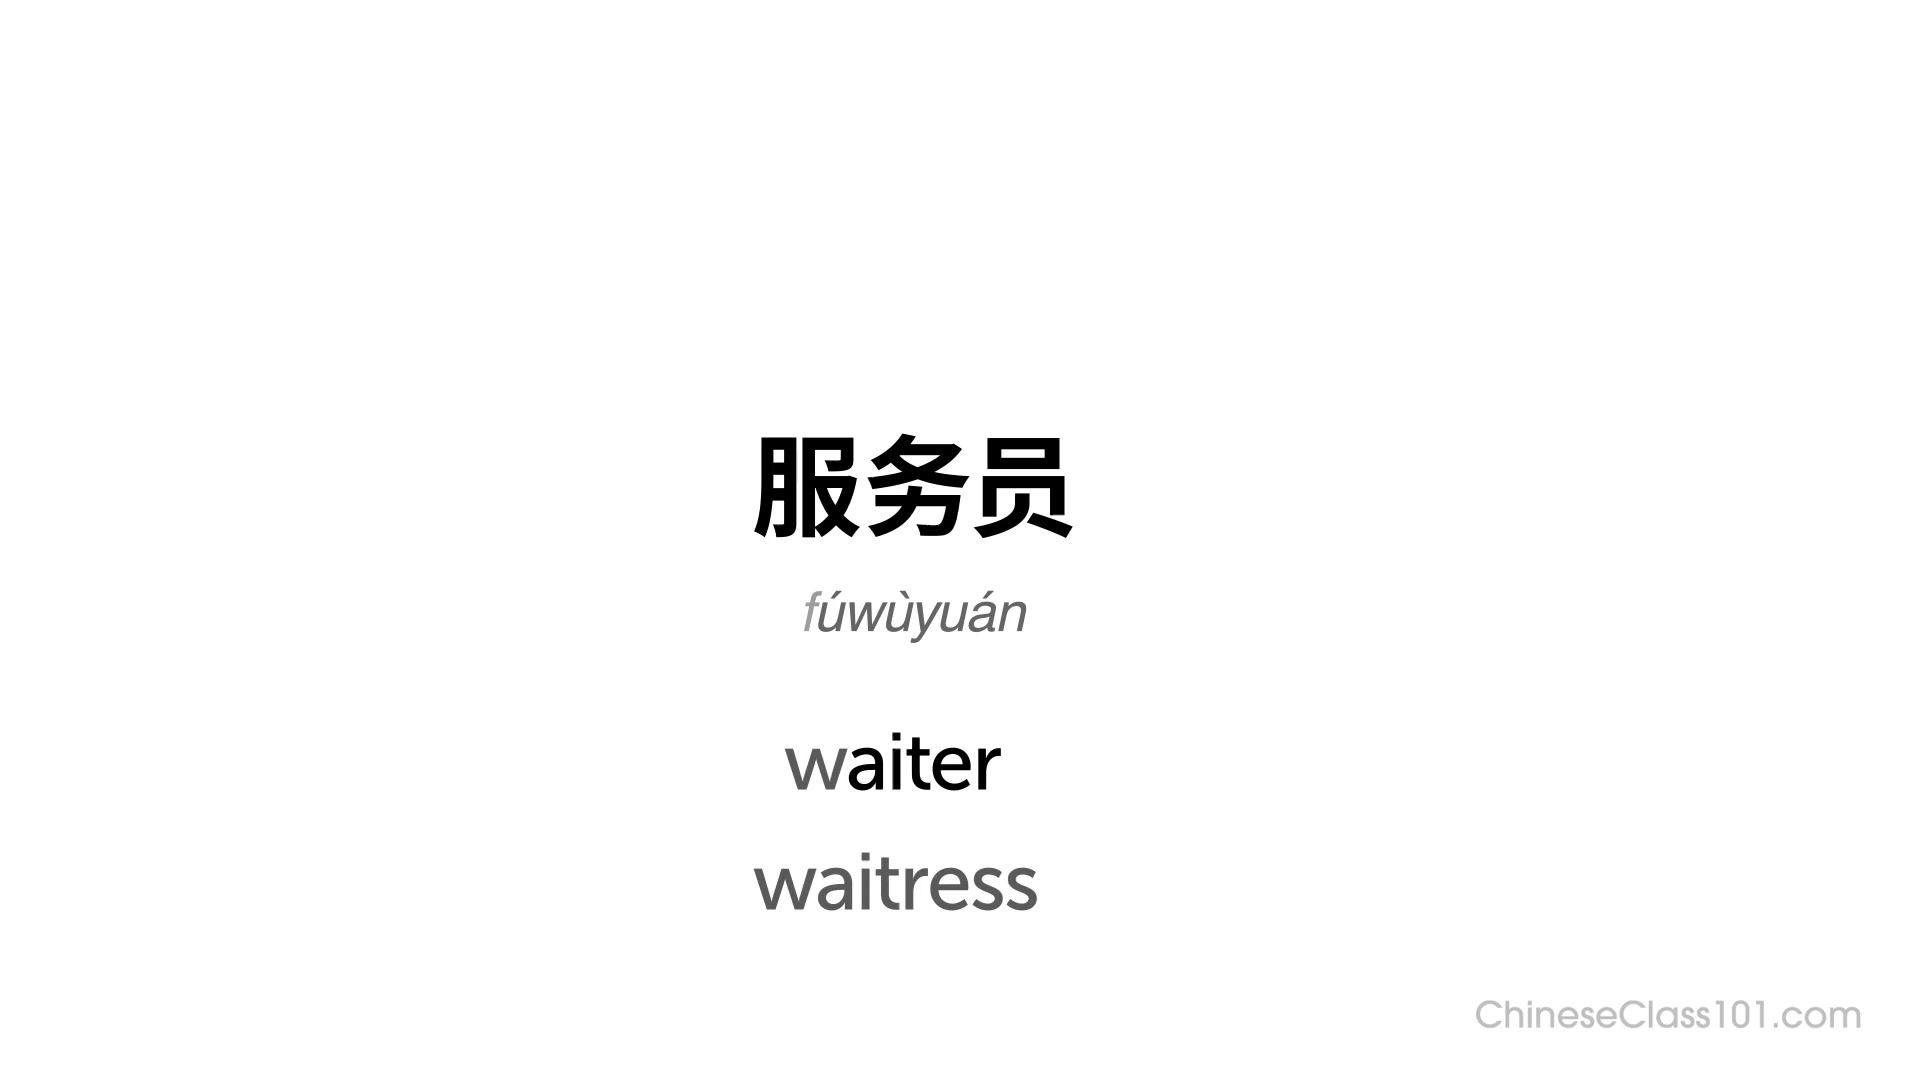 服务员
fúwùyuán
waiter
waitress
ChineseClass101.com